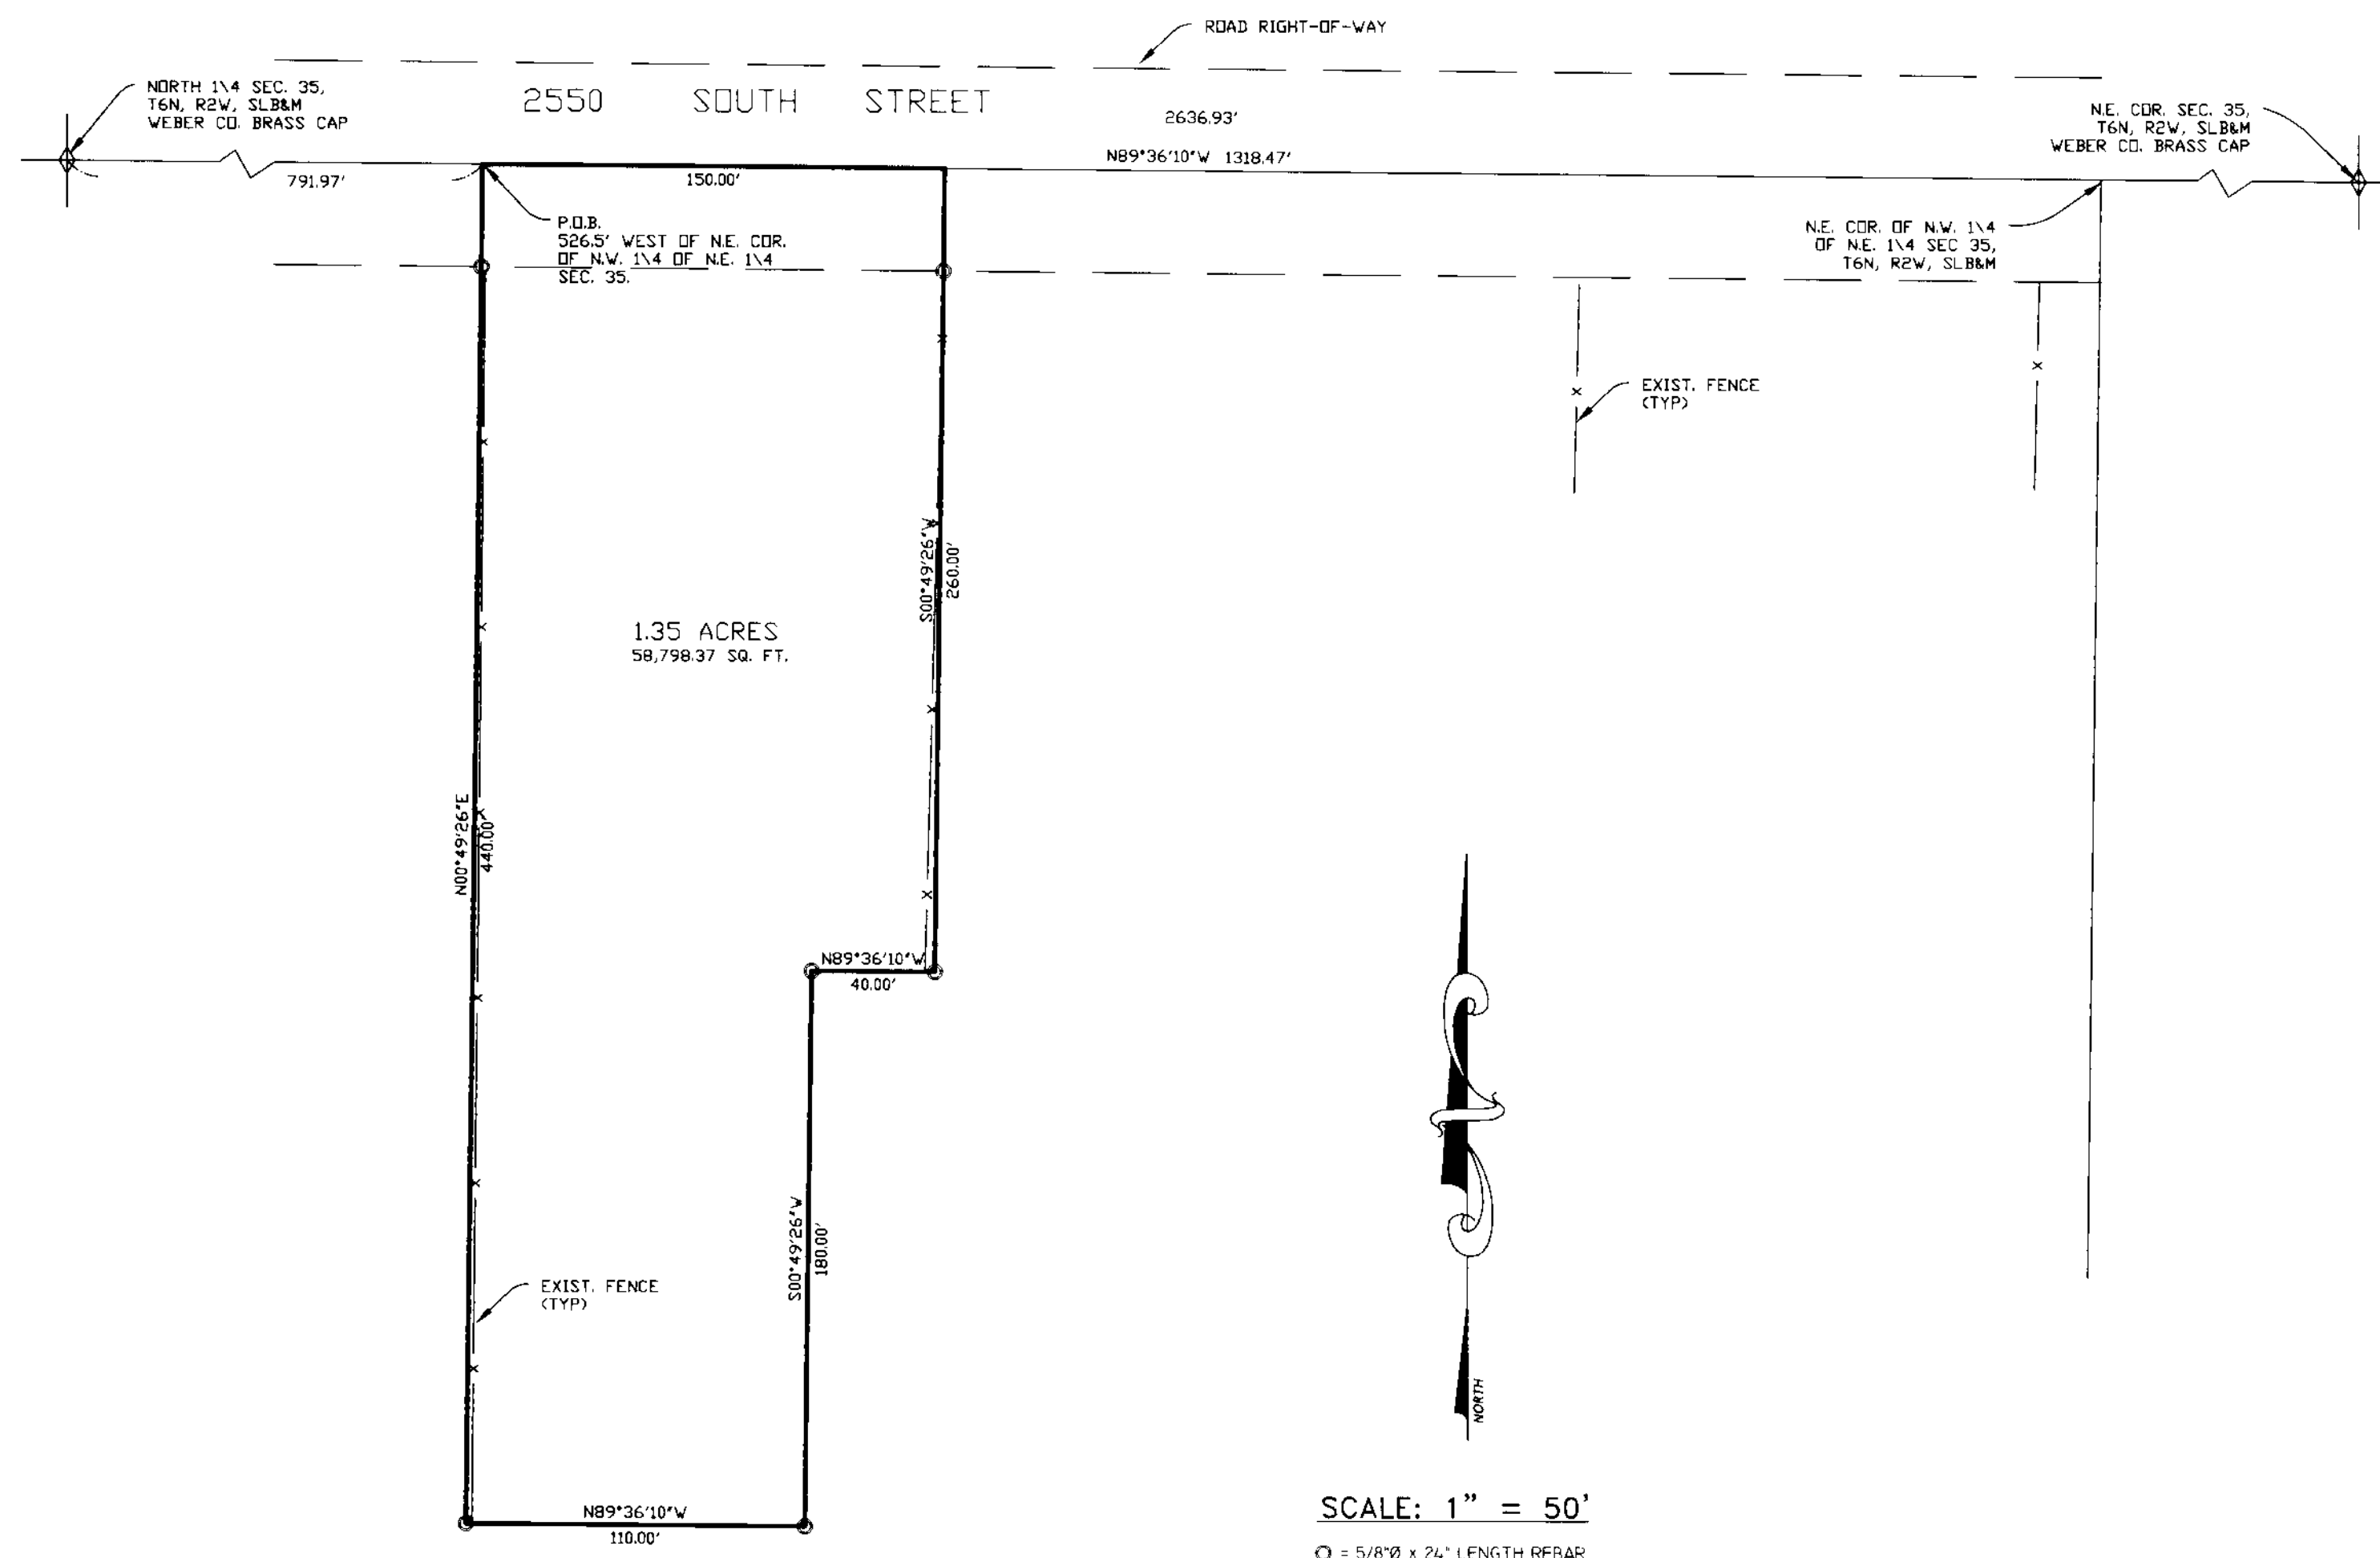 ROAD RIGHT-OF-WAY
NORTH 1\4 SEC. 35,
T6N, R2W, SLB&M
WEBER CO. BRASS CAP
2550 SOUTH STREET
2636.93'
N.E. COR. SEC. 35,
T6N, R2W, SLB&M
WEBER CO. BRASS CAP
N89°36'10"W 1318.47'
791.97'
150.00'
P.O.B.
526.5' WEST OF N.E. COR.
OF N.W. 1\4 OF N.E. 1\4
SEC. 35.
N.E. COR. OF N.W. 1\4
OF N.E. 1\4 SEC 35,
T6N, R2W, SLB&M
EXIST. FENCE
(TYP)
S00°49'26"W
260.00'
1.35 ACRES
58,798.37 SQ. FT.
N00°49'26"E
440.00'
N89°36'10"W
40.00'
S00°49'26"W
180.00'
EXIST. FENCE
(TYP)
NORTH
N89°36'10"W
110.00'
SCALE: 1" = 50'
O = 5/8"Ø x 24" LENGTH REBAR